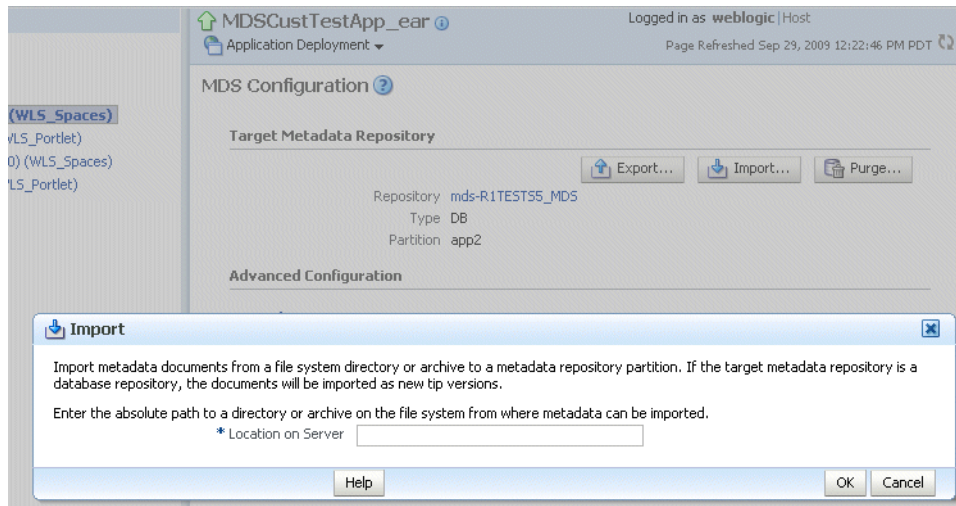 MDSCustTestApp_ear
Logged in as weblogic|Host
Application Deployment
Page Refreshed Sep 29, 2009 12:22:46 PM PDT
MDS Configuration
(WLS_Spaces)
VLS_Portlet)
0) (WLS_Spaces)
'LS_Portlet)
Target Metadata Repository
Export... Import... Purge...
Repository mds-R1TESTS5_MDS
Type DB
Partition app2
Advanced Configuration
Import
Import metadata documents from a file system directory or archive to a metadata repository partition. If the target metadata repository is a
database repository, the documents will be imported as new tip versions.
Enter the absolute path to a directory or archive on the file system from where metadata can be imported.
* Location on Server
Help OK Cancel